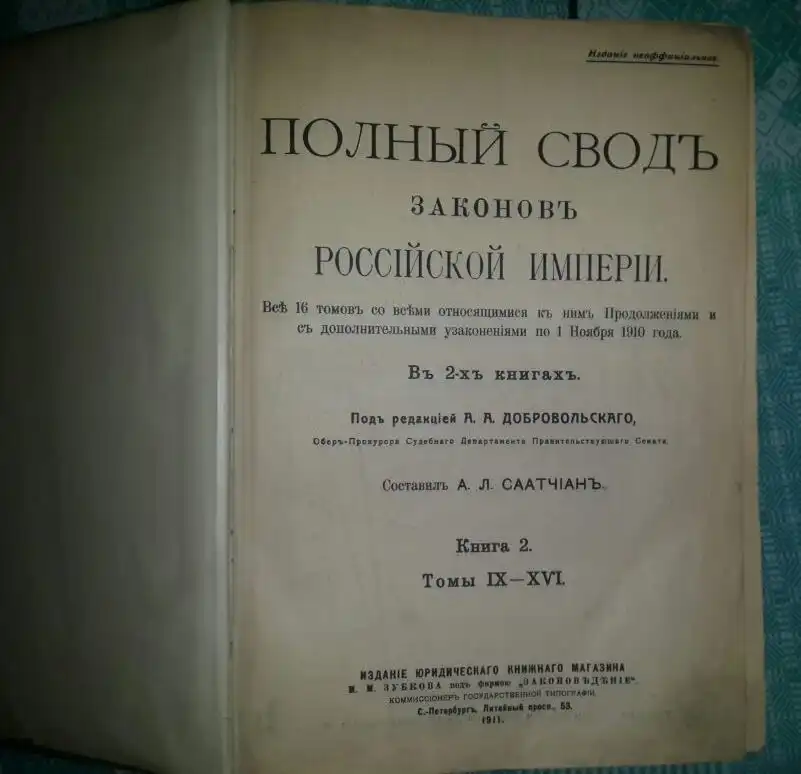 Изданіе неоффиціальное.
ПОЛНЫЙ СВОДЪ
ЗАКОНОВЪ
РОССІЙСКОЙ ИМПЕРІИ.
Всѣ 16 томовъ со всѣми относящимися къ нимъ Продолженіями и
съ дополнительными узаконеніями по 1 Ноября 1910 года.
Въ 2-хъ книгахъ.
Подъ редакціей А. А. ДОБРОВОЛЬСКАГО,
Оберъ-Прокурора Судебнаго Департамента Правительствующаго Сената.
Составилъ А. Л. СААТЧІАНЪ.
Книга 2.
Томы IX—XVI.
ИЗДАНІЕ ЮРИДИЧЕСКАГО КНИЖНАГО МАГАЗИНА
И. И. ЗУБКОВА подъ фирмою „ЗАКОНОВѢДѢНІЕ“.
КОММИССІОНЕРЪ ГОСУДАРСТВЕННОЙ ТИПОГРАФІИ.
С.-Петербургъ, Литейный просп., 53.
1911.